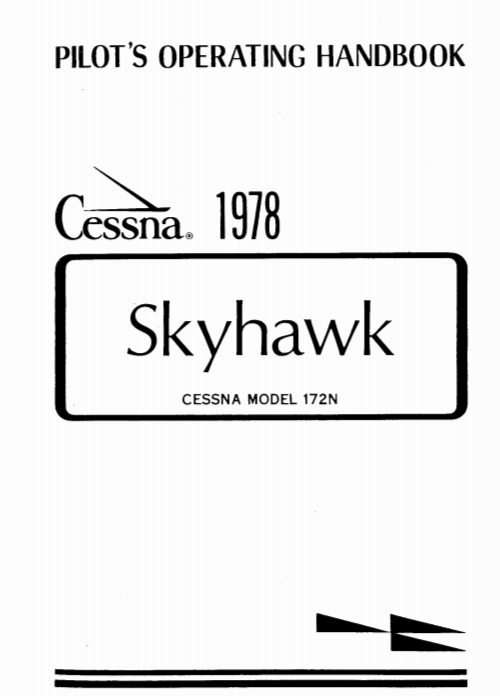 PILOT'S OPERATING HANDBOOK
Cessna® 1978
Skyhawk
CESSNA MODEL 172N